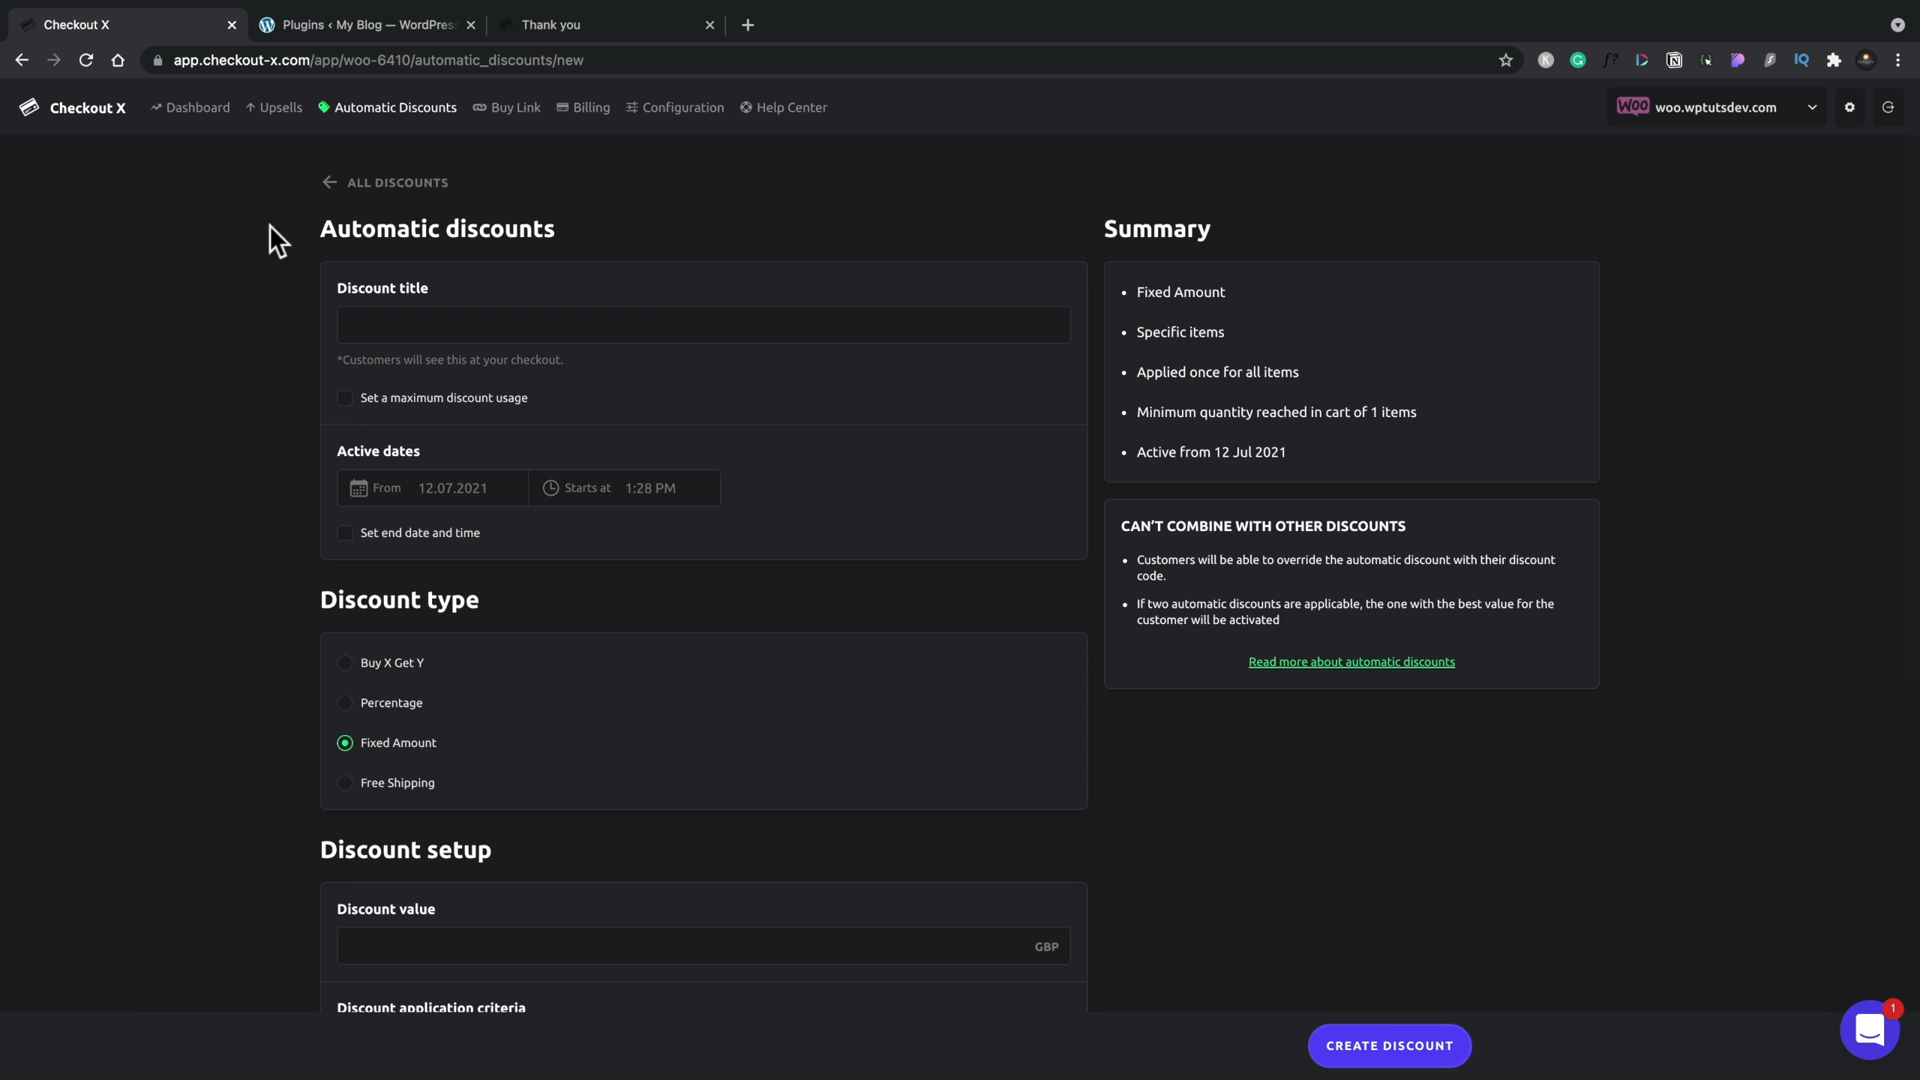 Checkout X
Plugins ‹ My Blog — WordPress
Thank you
app.checkout-x.com/app/woo-6410/automatic_discounts/new
Checkout X
Dashboard
Upsells
Automatic Discounts
Buy Link
Billing
Configuration
Help Center
WOO
woo.wptutsdev.com
ALL DISCOUNTS
Automatic discounts
Discount title
*Customers will see this at your checkout.
Set a maximum discount usage
Active dates
From 12.07.2021
Starts at 1:28 PM
Set end date and time
Discount type
Buy X Get Y
Percentage
Fixed Amount
Free Shipping
Discount setup
Discount value
GBP
Discount application criteria
Summary
• Fixed Amount
• Specific items
• Applied once for all items
• Minimum quantity reached in cart of 1 items
• Active from 12 Jul 2021
CAN'T COMBINE WITH OTHER DISCOUNTS
• Customers will be able to override the automatic discount with their discount
code.
• If two automatic discounts are applicable, the one with the best value for the
customer will be activated
Read more about automatic discounts
CREATE DISCOUNT
1